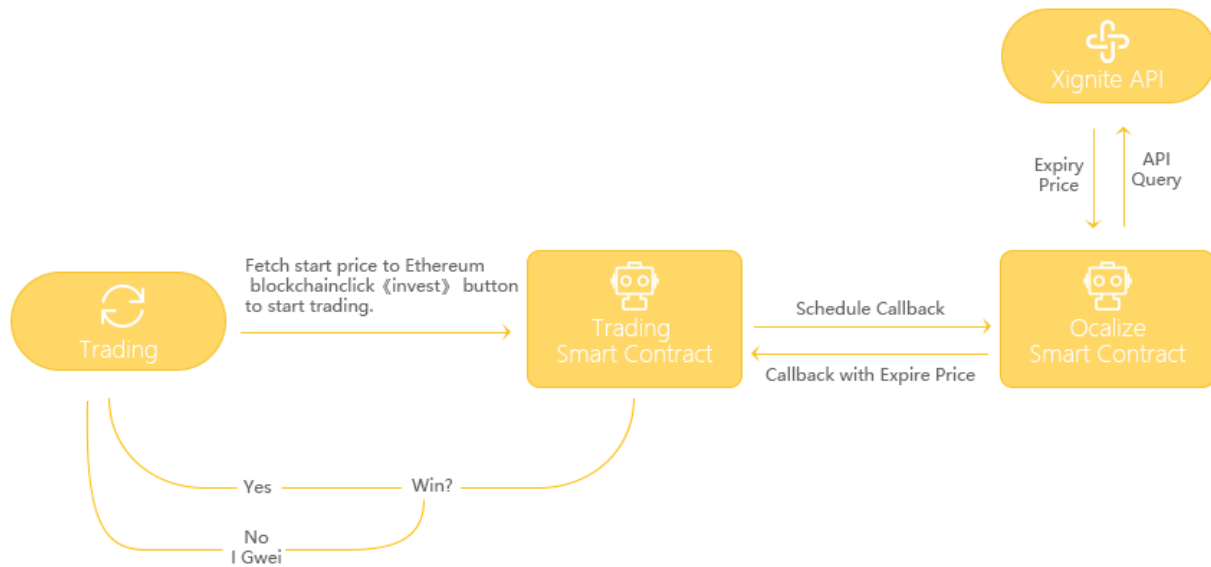 Xignite API
Expiry
Price
API
Query
Fetch start price to Ethereum
blockchainclick《invest》 button
to start trading.
Trading
Trading
Smart Contract
Schedule Callback
Callback with Expire Price
Ocalize
Smart Contract
Yes
Win?
No
I Gwei